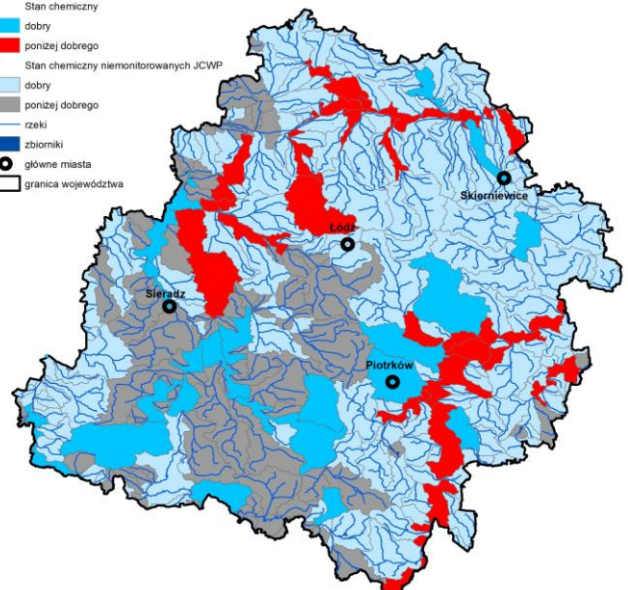 Stan chemiczny
dobry
poniżej dobrego
Stan chemiczny niemonitorowanych JCWP
dobry
poniżej dobrego
rzeki
zbiorniki
główne miasta
granica województwa
Skierniewice
Łódź
Sieradz
Piotrków